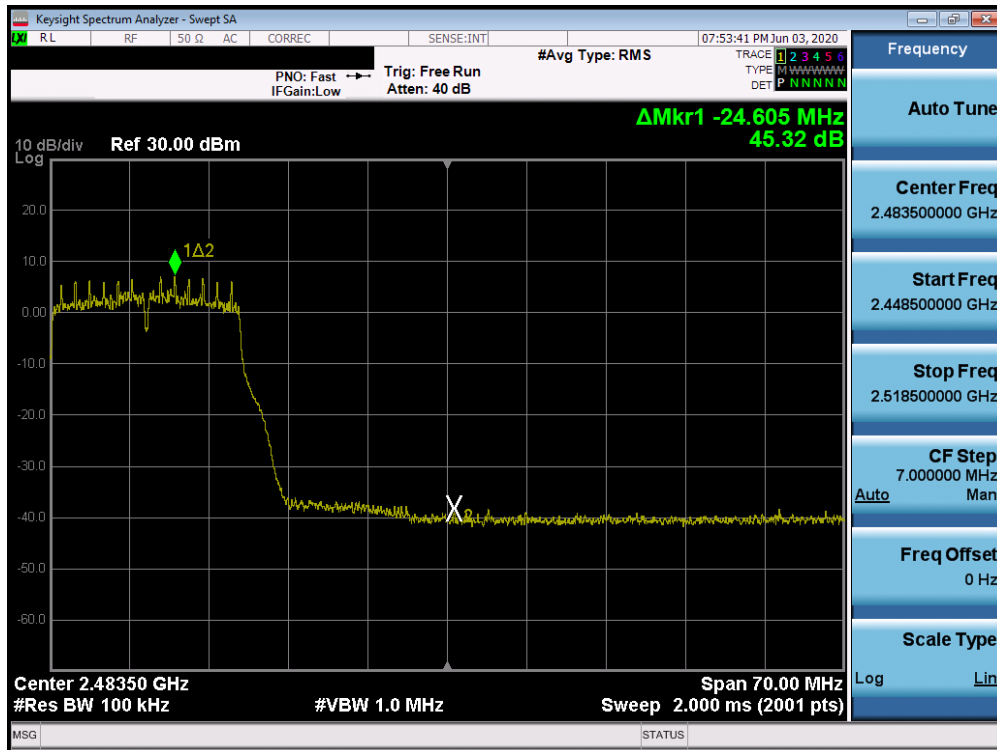 Keysight Spectrum Analyzer - Swept SA
LXI RL RF 50 Ω AC CORREC SENSE:INT 07:53:41 PM Jun 03, 2020
#Avg Type: RMS TRACE 1 2 3 4 5 6
PNO: Fast Trig: Free Run TYPE M WWWWW
IFGain:Low Atten: 40 dB DET P N N N N N
ΔMkr1 -24.605 MHz
45.32 dB
10 dB/div Ref 30.00 dBm
Log
20.0
1Δ2
10.0
0.00
-10.0
-20.0
-30.0
X2
-40.0
-50.0
-60.0
Center 2.48350 GHz Span 70.00 MHz
#Res BW 100 kHz #VBW 1.0 MHz Sweep 2.000 ms (2001 pts)
MSG STATUS
Frequency
Auto Tune
Center Freq
2.483500000 GHz
Start Freq
2.448500000 GHz
Stop Freq
2.518500000 GHz
CF Step
7.000000 MHz
Auto Man
Freq Offset
0 Hz
Scale Type
Log Lin